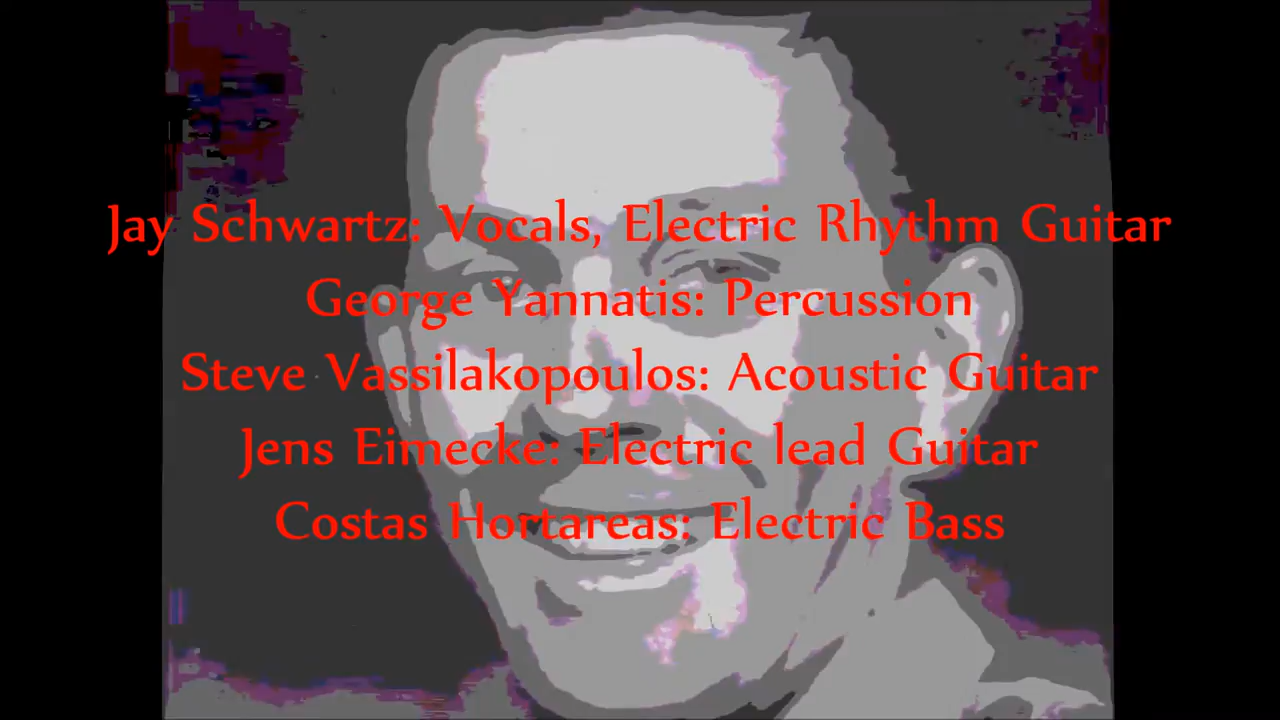 Jay Schwartz: Vocals, Electric Rhythm Guitar
George Yannatis: Percussion
Steve Vassilakopoulos: Acoustic Guitar
Jens Eimecke: Electric lead Guitar
Costas Hortareas: Electric Bass